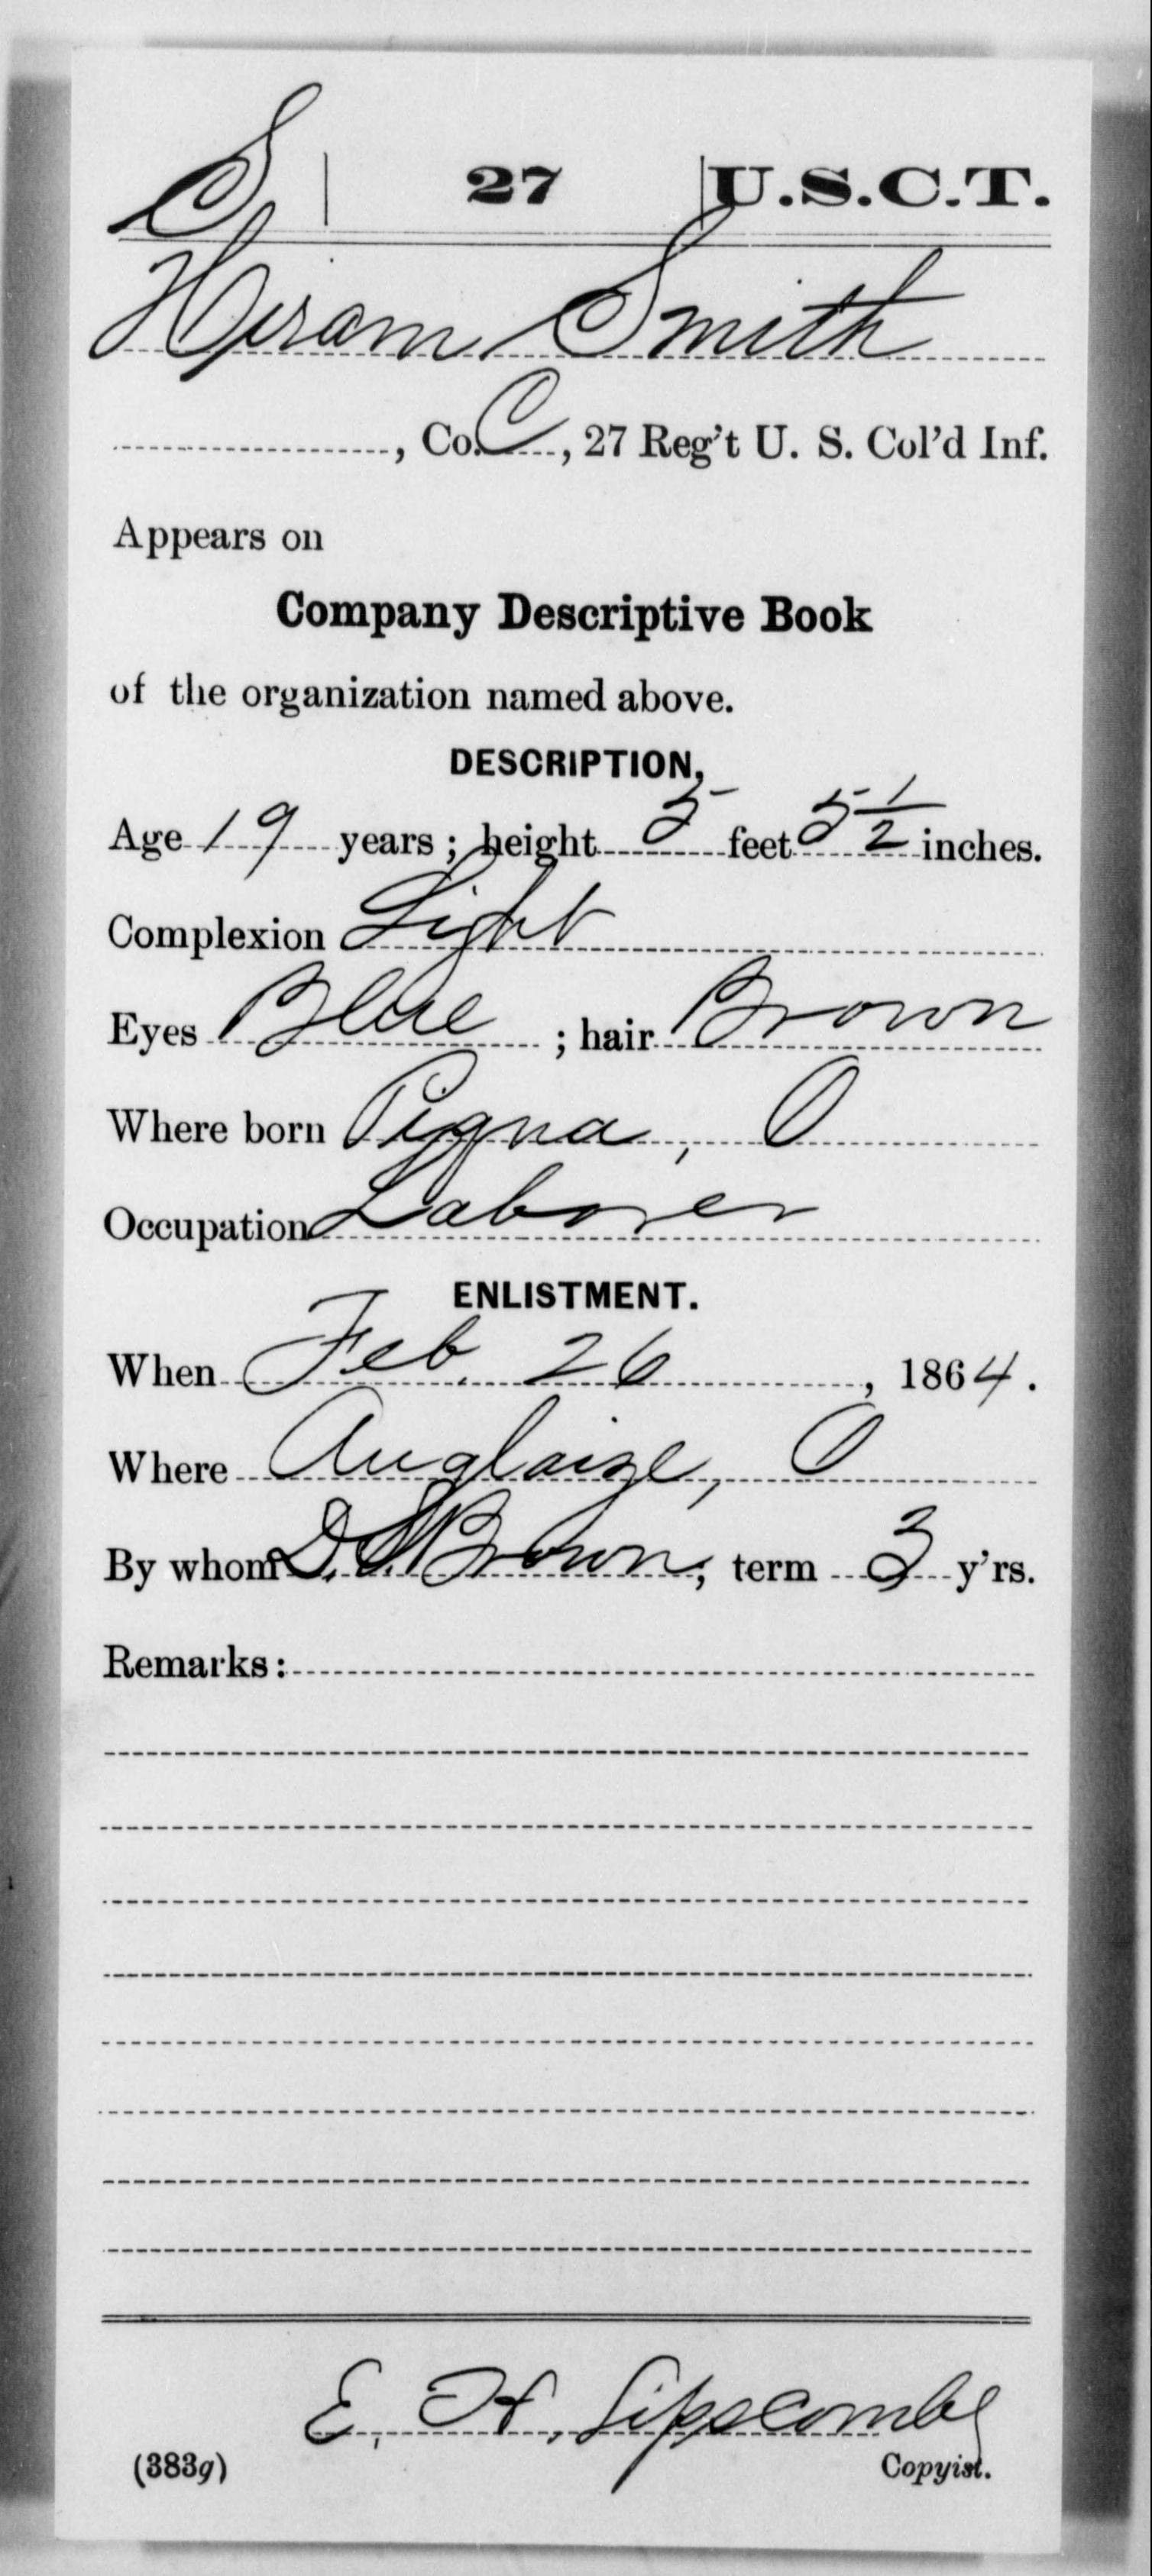 S | 27 | U.S.C.T.
Hiram Smith
, Co. C, 27 Reg't U. S. Col'd Inf.
Appears on
Company Descriptive Book
of the organization named above.
DESCRIPTION.
Age 19 years; height 5 feet 5 1/2 inches.
Complexion Light
Eyes Blue; hair Brown
Where born Piqua, O
Occupation Laborer
ENLISTMENT.
When Feb. 26, 1864.
Where Auglaize, O
By whom D. S. Brown; term 3 y'rs.
Remarks:
E. H. Lipscombe
(383g) Copyist.